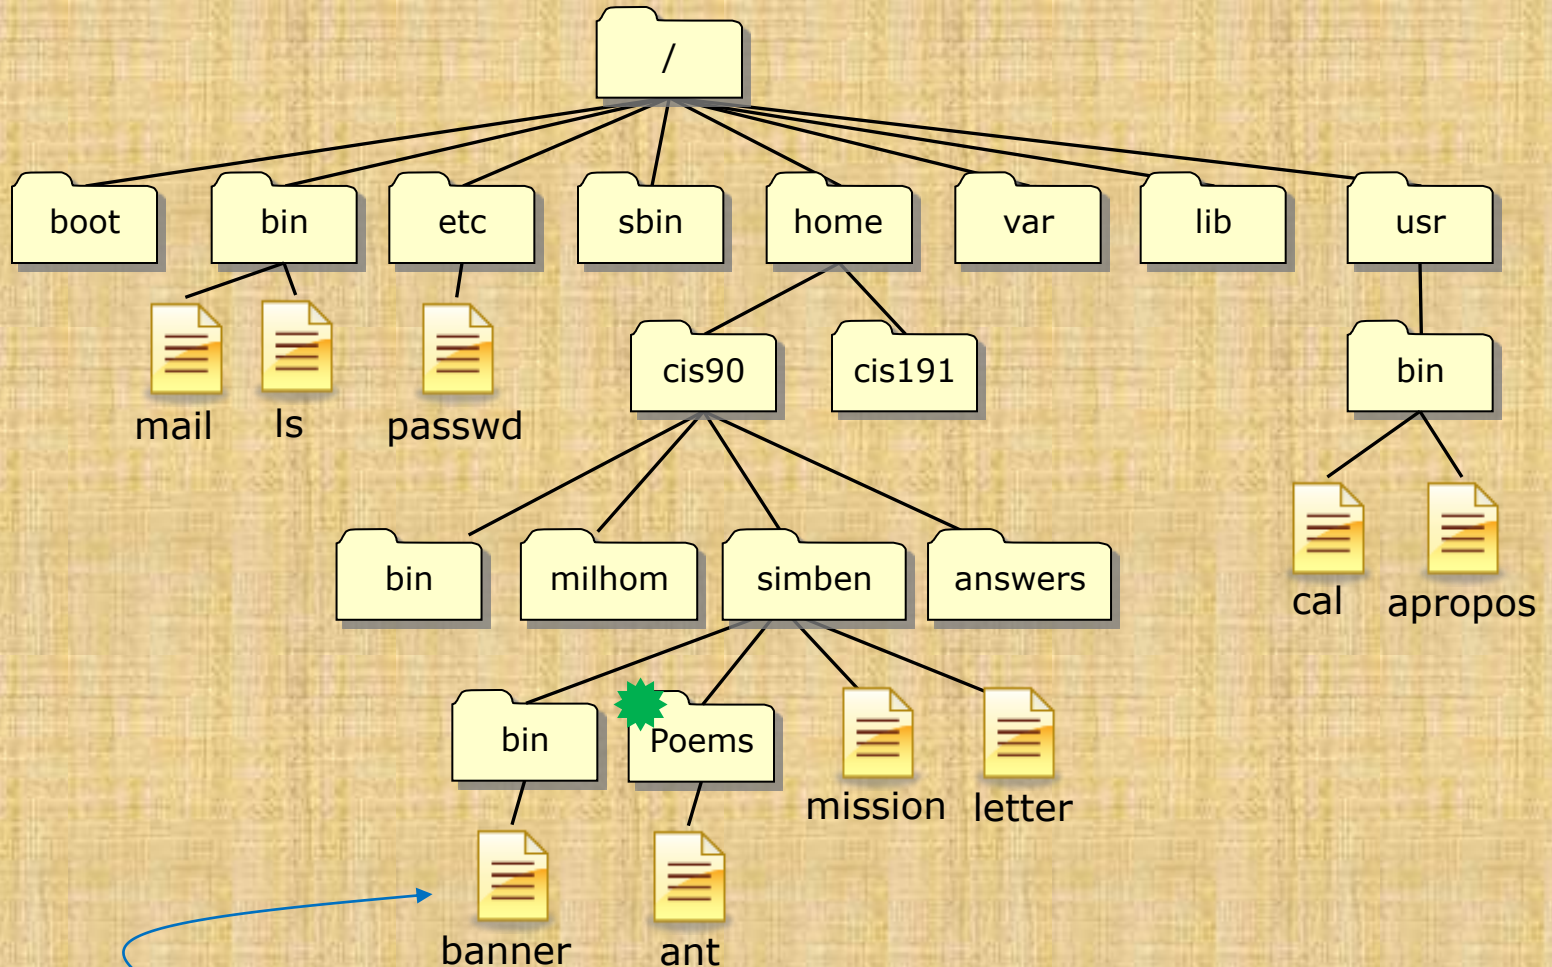 /
boot bin etc sbin home var lib usr
cis90 cis191 bin
mail ls passwd
bin milhom simben answers
cal apropos
bin Poems
mission letter
banner ant